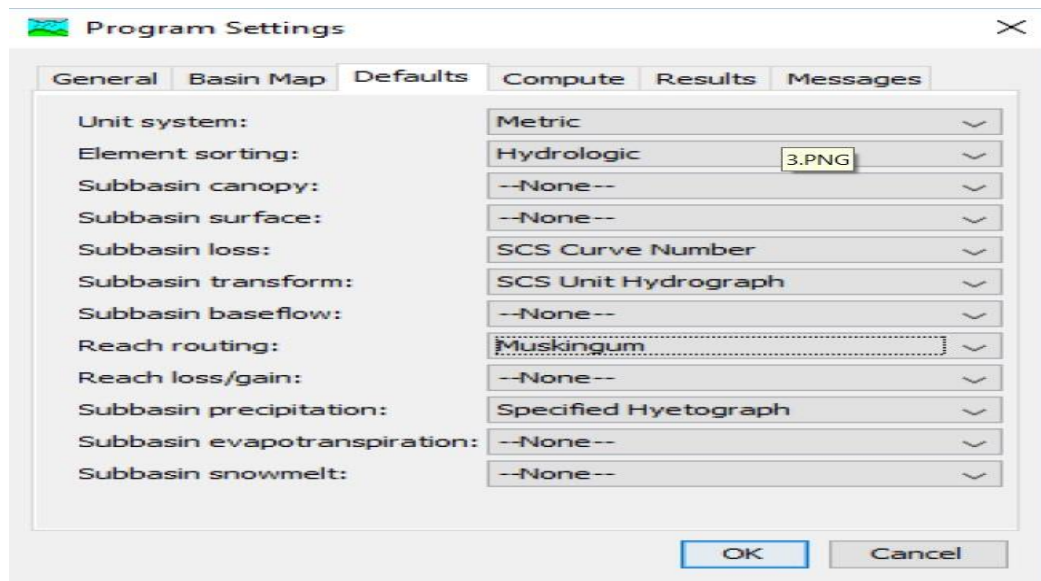 Program Settings
General Basin Map Defaults Compute Results Messages
Unit system: Metric
Element sorting: Hydrologic
3.PNG
Subbasin canopy: --None--
Subbasin surface: --None--
Subbasin loss: SCS Curve Number
Subbasin transform: SCS Unit Hydrograph
Subbasin baseflow: --None--
Reach routing: Muskingum
Reach loss/gain: --None--
Subbasin precipitation: Specified Hyetograph
Subbasin evapotranspiration: --None--
Subbasin snowmelt: --None--
OK Cancel